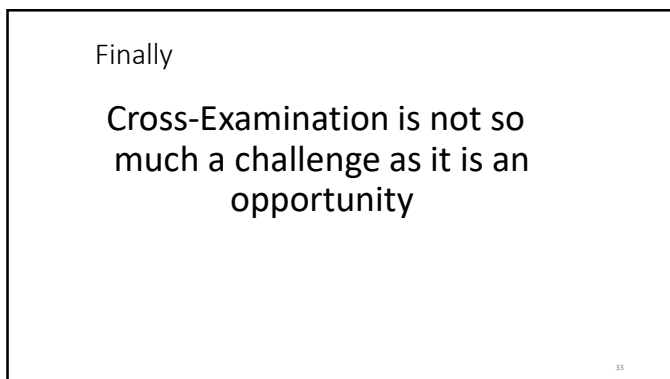 Finally
Cross-Examination is not so
much a challenge as it is an
opportunity
33